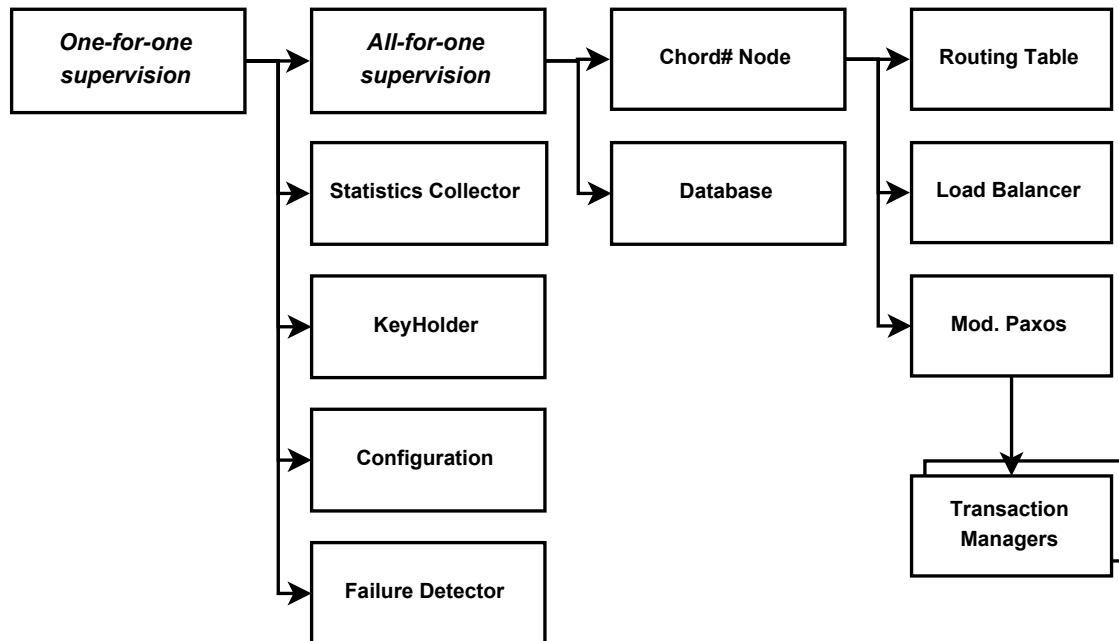 One-for-one
supervision
All-for-one
supervision
Chord# Node
Routing Table
Statistics Collector
Database
Load Balancer
KeyHolder
Mod. Paxos
Configuration
Transaction
Managers
Failure Detector